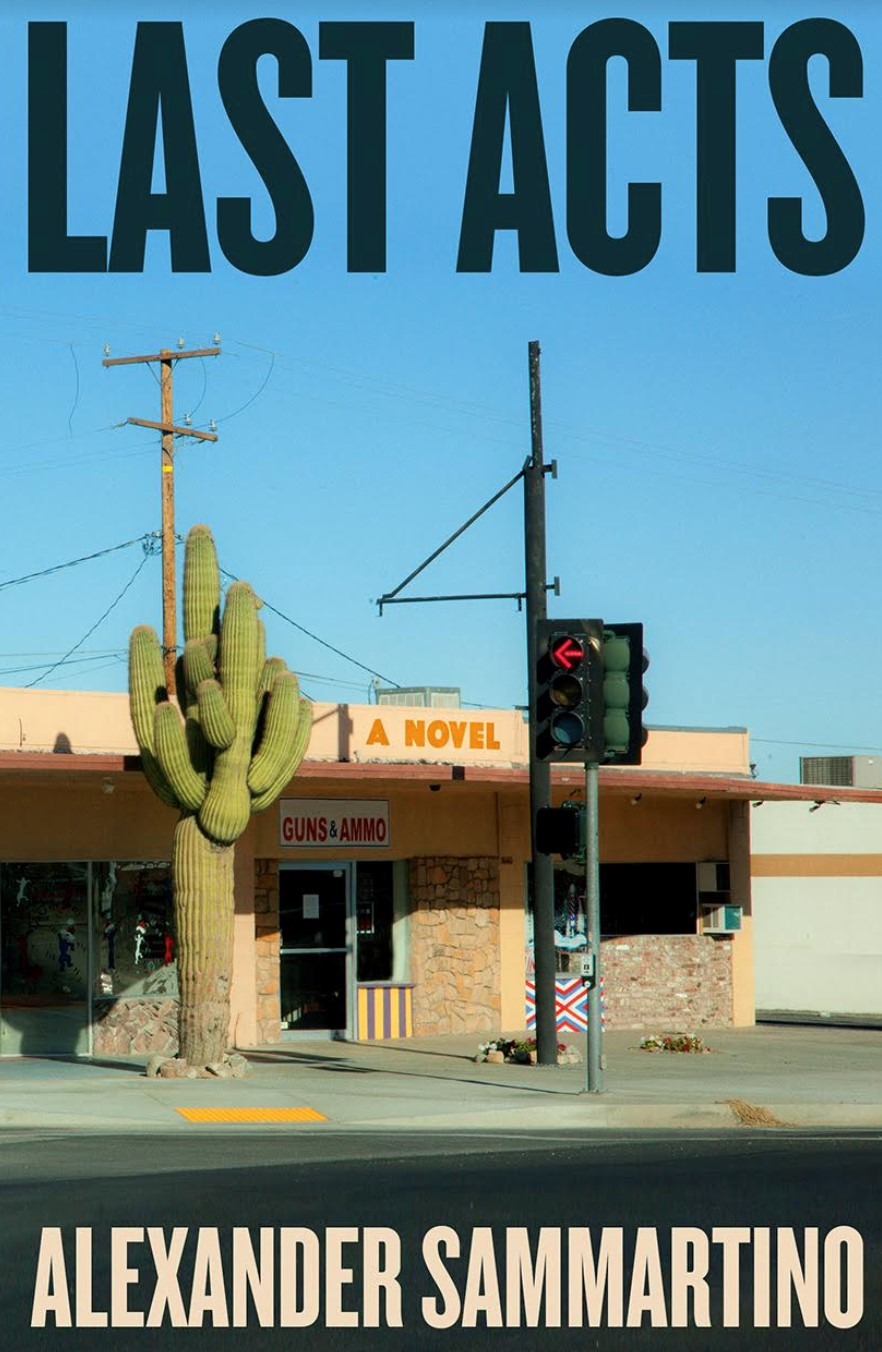 LAST ACTS
A NOVEL
GUNS & AMMO
ALEXANDER SAMMARTINO